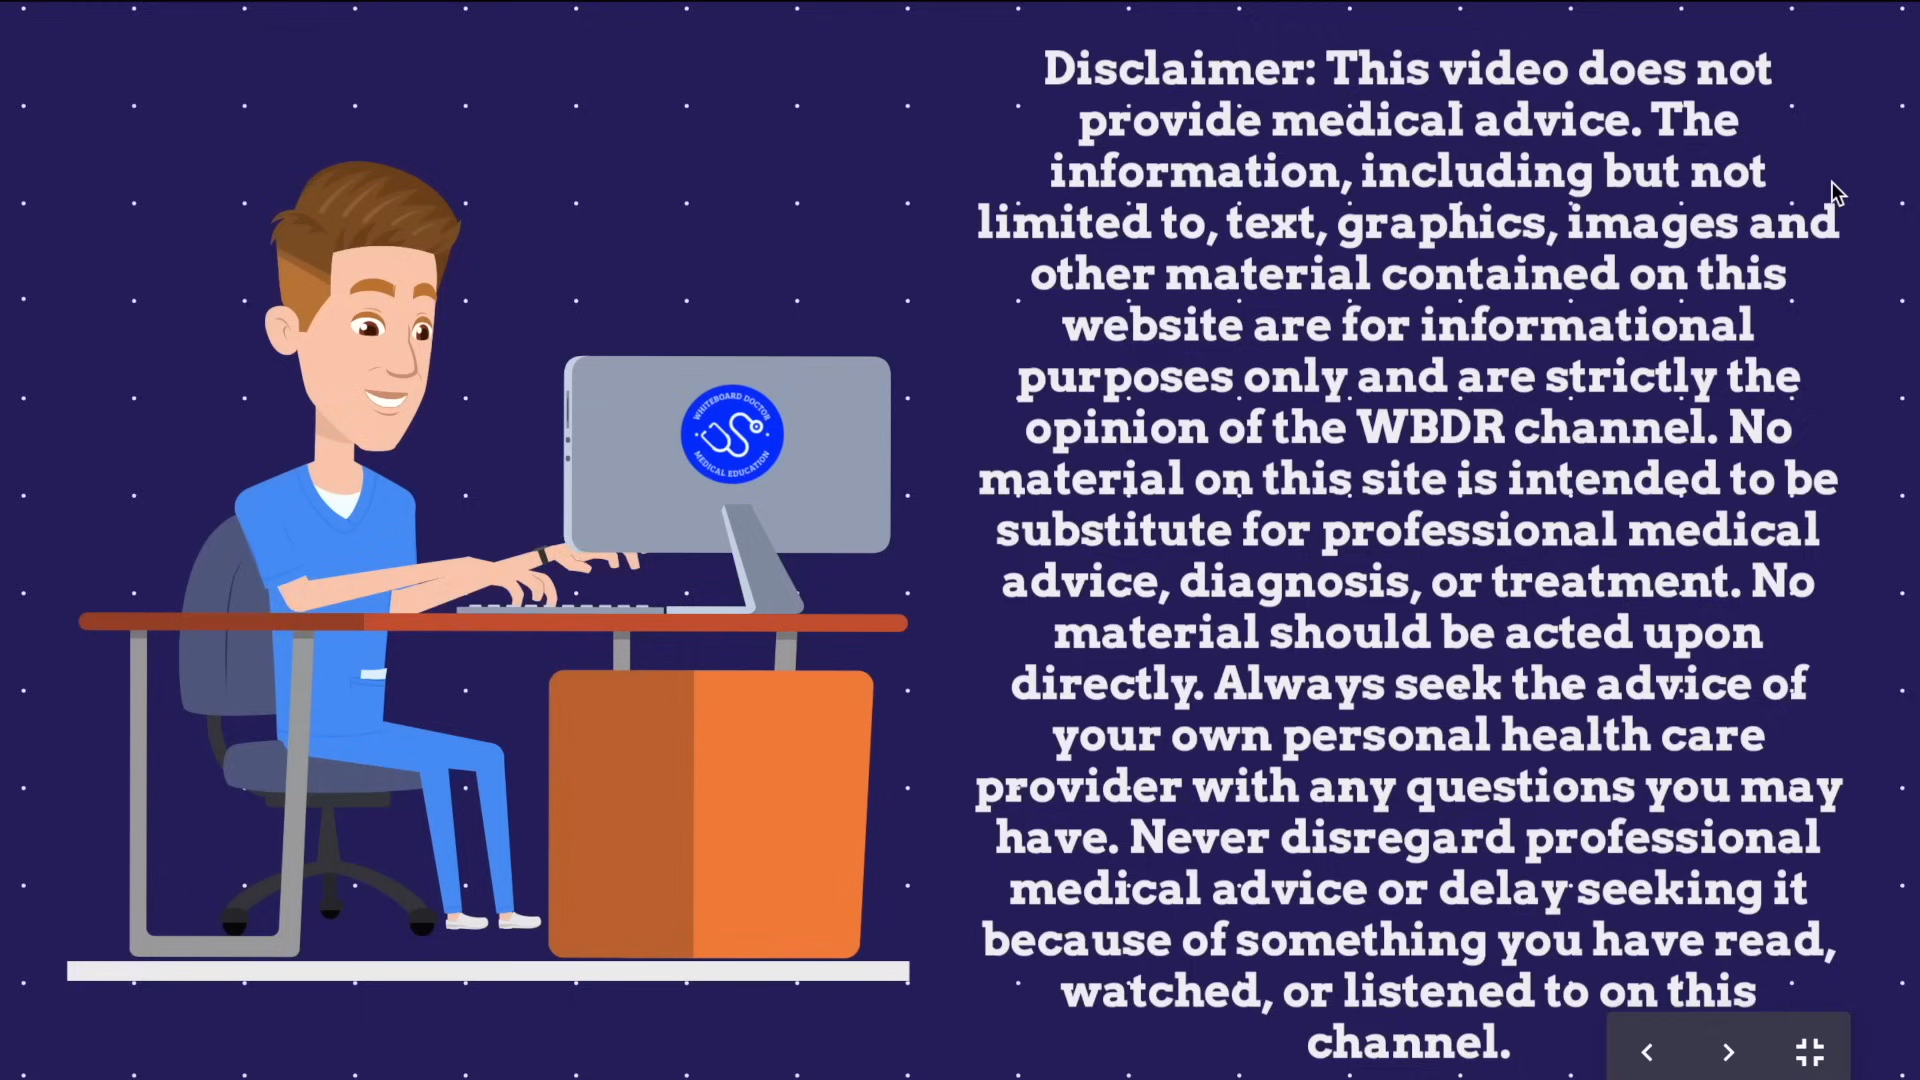 Disclaimer: This video does not
provide medical advice. The
information, including but not
limited to, text, graphics, images and
other material contained on this
website are for informational
purposes only and are strictly the
opinion of the WBDR channel. No
material on this site is intended to be
substitute for professional medical
advice, diagnosis, or treatment. No
material should be acted upon
directly. Always seek the advice of
your own personal health care
provider with any questions you may
have. Never disregard professional
medical advice or delay seeking it
because of something you have read,
watched, or listened to on this
channel.
WHITEBOARD DOCTOR
MEDICAL EDUCATION